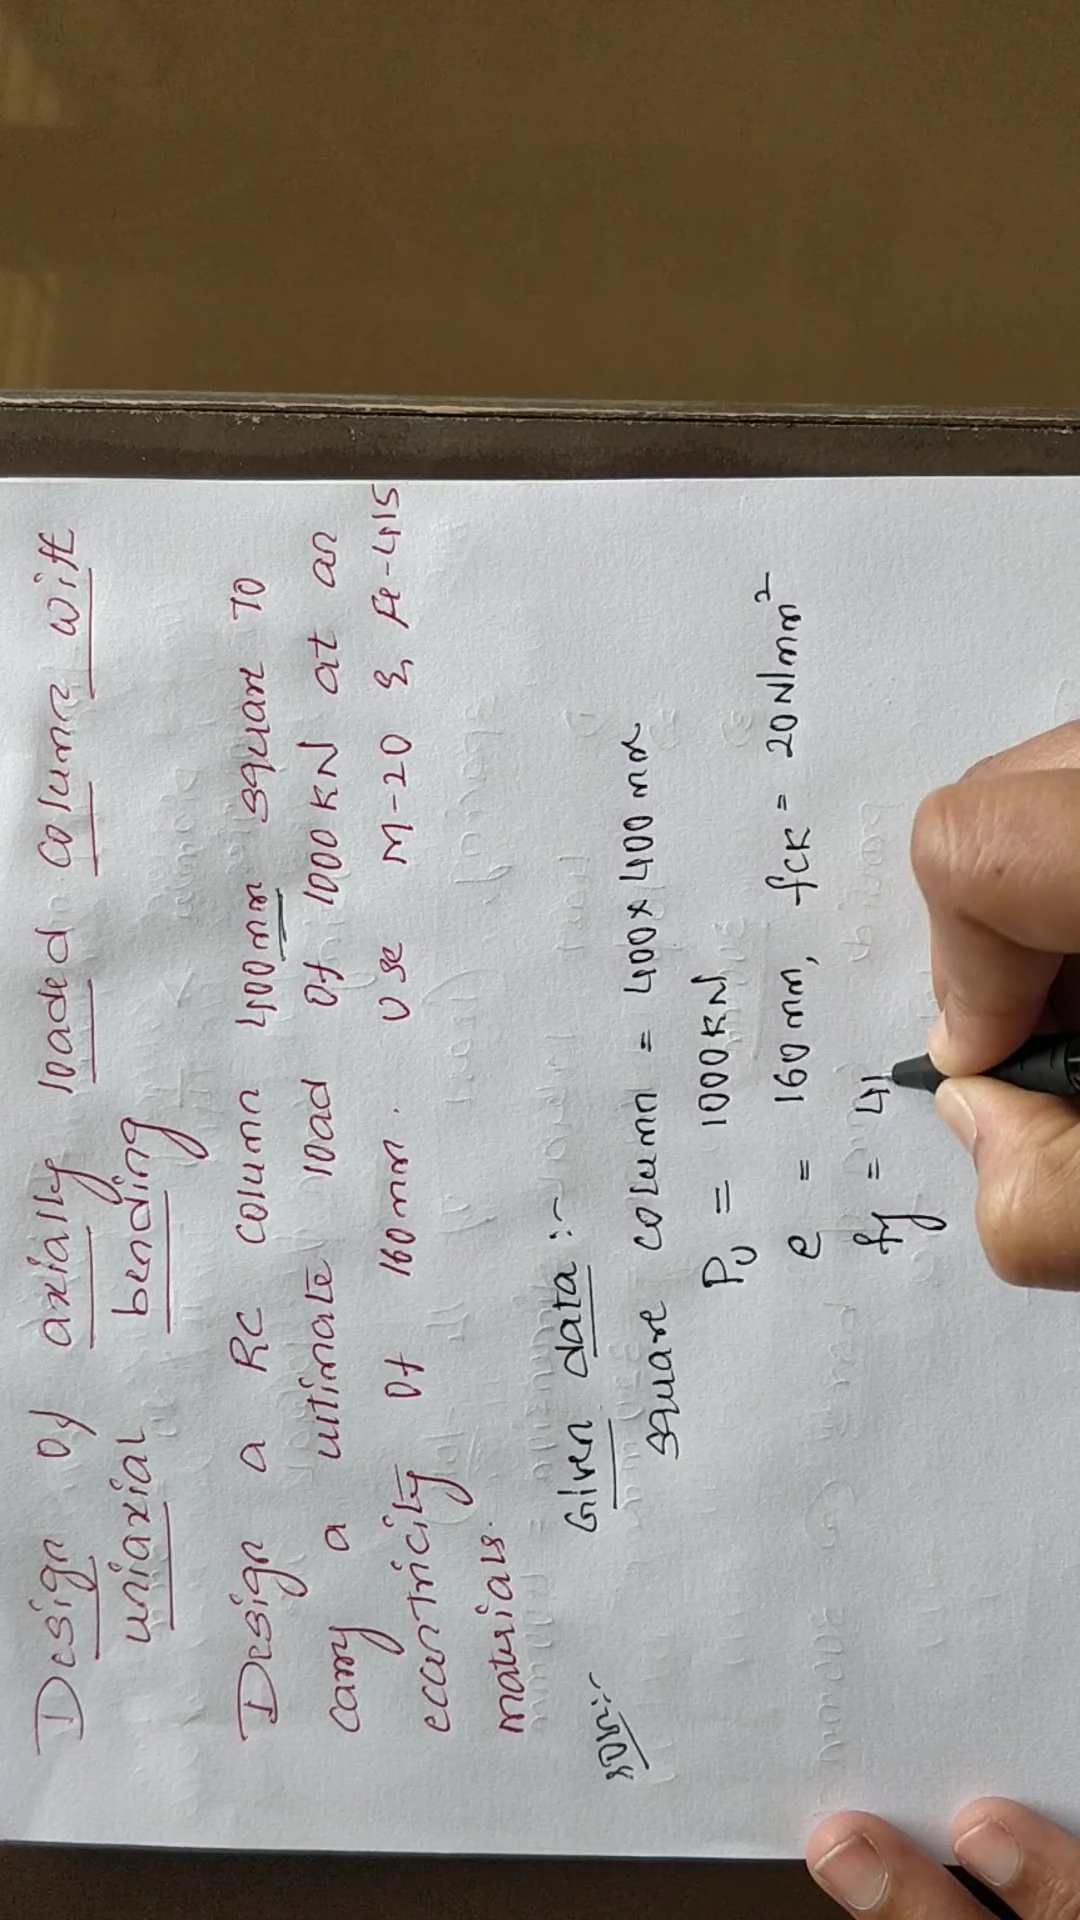 Design of axially loaded column with
uniaxial bending
Design a RC column 400mm square to
carry a ultimate load of 1000 KN at an
eccentricity of 160mm. Use M-20 & Fe-415
materials.
Soln:- Given data:-
square column = 400 x 400 mm
Pu = 1000 KN
e = 160 mm, fck = 20 N/mm²
fy = 41